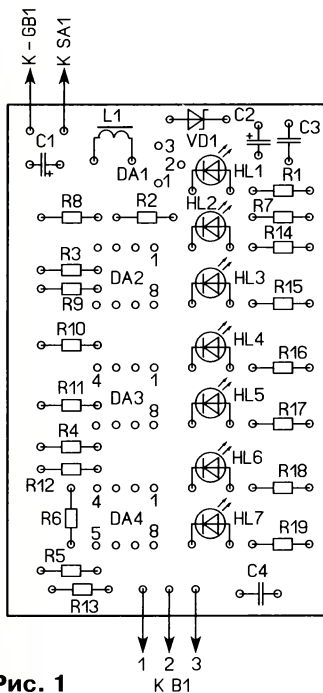 К - GB1
К SA1
C1
L1
VD1
C2
C3
+
+
DA1
3
2
1
HL1
R1
R8
R2
HL2
R7
R14
1
R3
DA2
HL3
R9
8
R15
R10
HL4
4
1
R16
R11
DA3
HL5
8
R17
R4
HL6
R12
4
1
R18
R6
DA4
HL7
5
8
R19
R5
R13
C4
1 2 3
К В1
Рис. 1